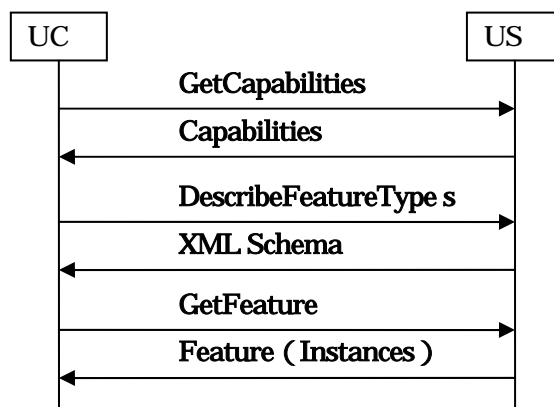 UC
US
GetCapabilities
Capabilities
DescribeFeatureType s
XML Schema
GetFeature
Feature ( Instances )